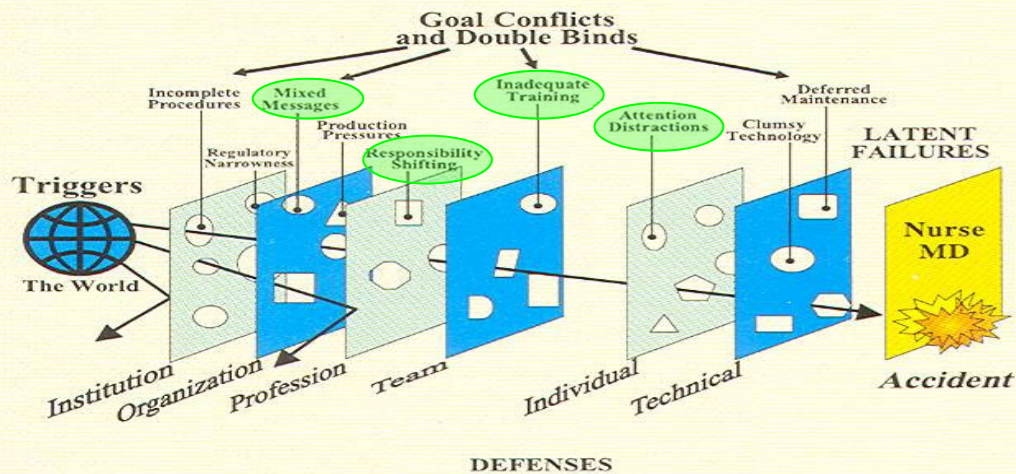 Goal Conflicts
and Double Binds
Incomplete
Procedures
Mixed
Messages
Inadequate
Training
Deferred
Maintenance
Regulatory
Narrowness
Production
Pressures
Responsibility
Shifting
Attention
Distractions
Clumsy
Technology
LATENT
FAILURES
Triggers
The World
Nurse
MD
Institution
Organization
Profession
Team
Individual
Technical
Accident
DEFENSES